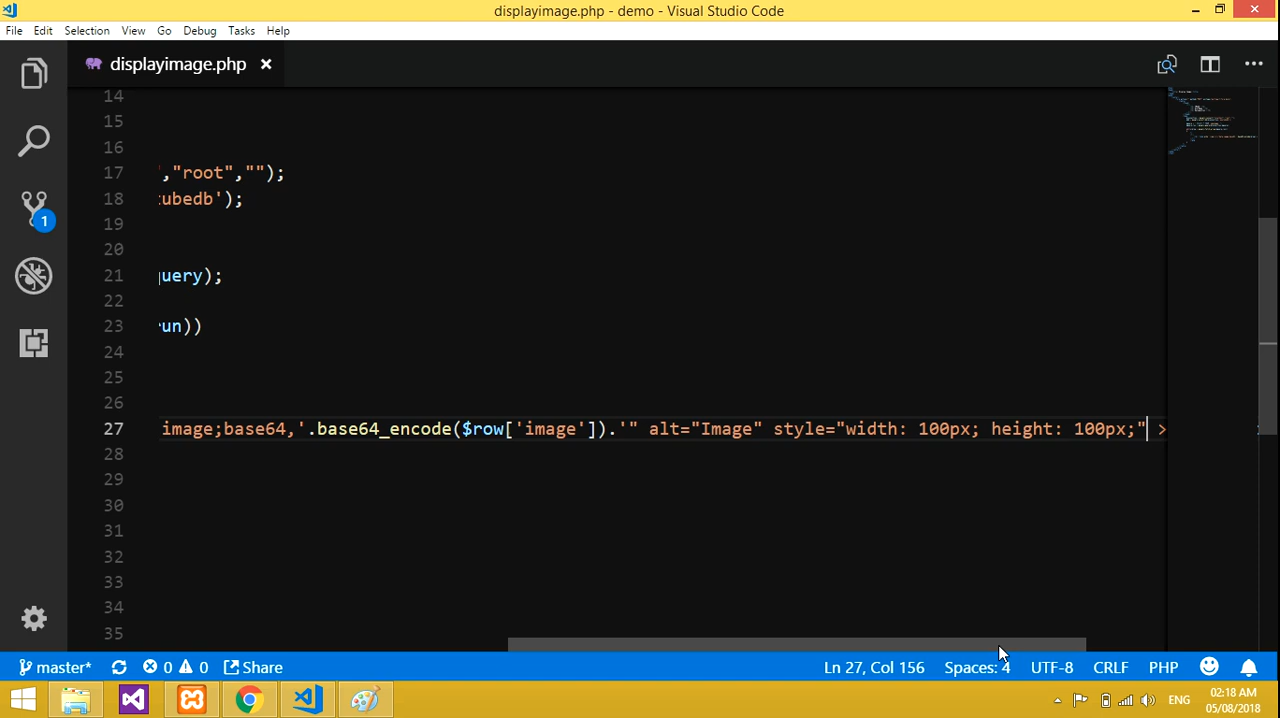 displayimage.php - demo - Visual Studio Code
File Edit Selection View Go Debug Tasks Help
displayimage.php
14
15
16
17 ,"root","");
18 tubedb');
19
20
21 query);
22
23 un))
24
25
26
27 image;base64,'.base64_encode($row['image']).'" alt="Image" style="width: 100px; height: 100px;" >
28
29
30
31
32
33
34
35
1
master* 0 0 Share Ln 27, Col 156 Spaces: 4 UTF-8 CRLF PHP
ENG 02:18 AM
05/08/2018